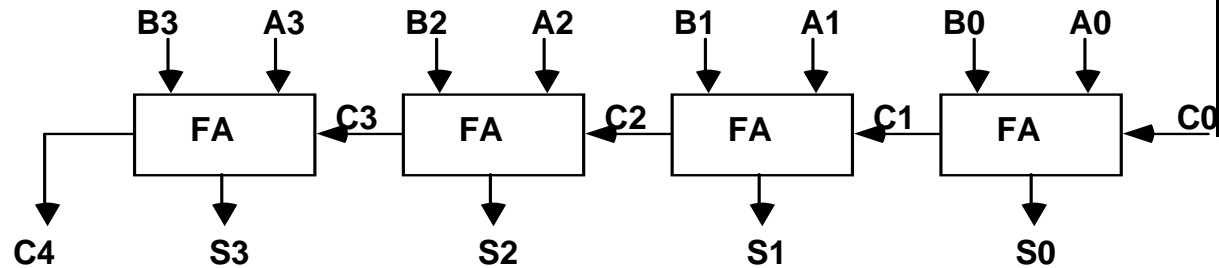 B3 A3 B2 A2 B1 A1 B0 A0
FA C3 FA C2 FA C1 FA C0
C4 S3 S2 S1 S0